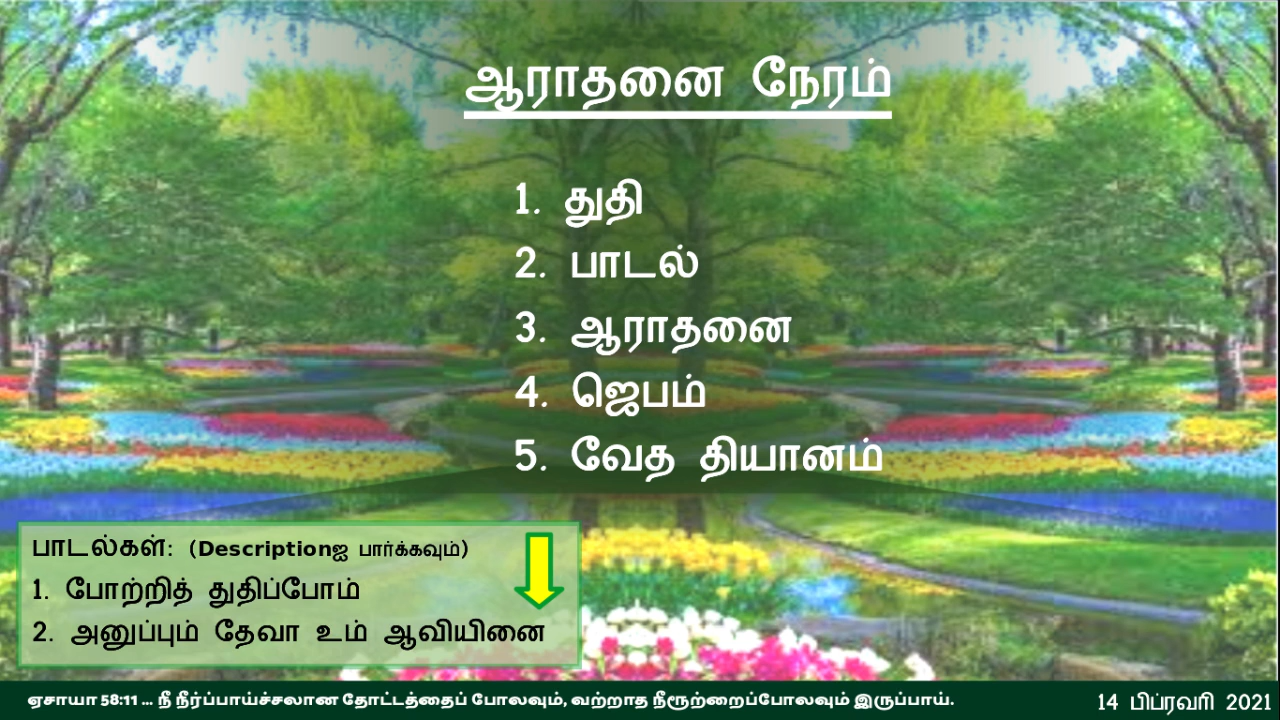 ஆராதனை நேரம்
1. துதி
2. பாடல்
3. ஆராதனை
4. ஜெபம்
5. வேத தியானம்
பாடல்கள்: (Descriptionஐ பார்க்கவும்)
1. போற்றித் துதிப்போம்
2. அனுப்பும் தேவா உம் ஆவியினை
ஏசாயா 58:11 ... நீ நீர்ப்பாய்ச்சலான தோட்டத்தைப் போலவும், வற்றாத நீரூற்றைப்போலவும் இருப்பாய்.
14 பிப்ரவரி 2021